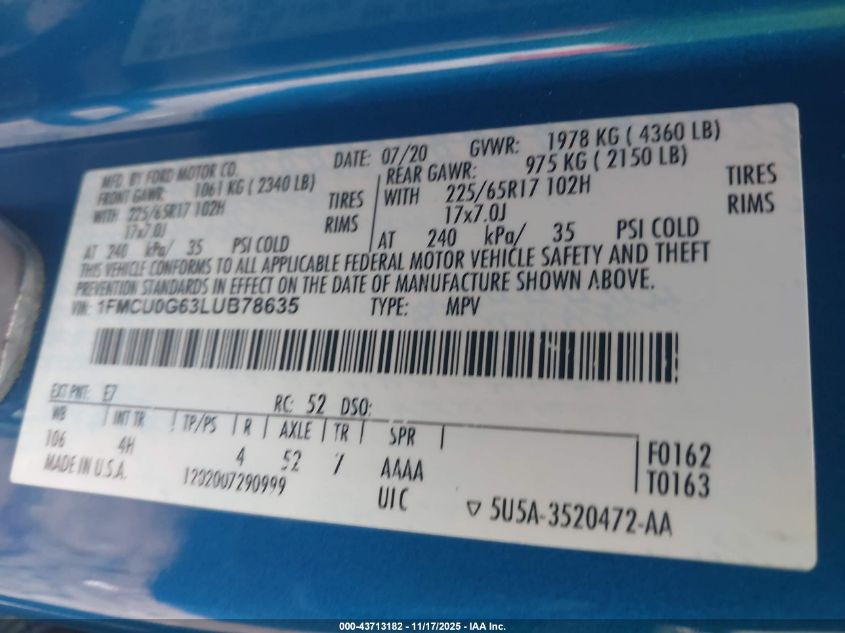 MFD. BY FORD MOTOR CO. DATE: 07/20 GVWR: 1978 KG ( 4360 LB)
FRONT GAWR: 1061 KG ( 2340 LB) REAR GAWR: 975 KG ( 2150 LB)
WITH 225/65R17 102H TIRES WITH 225/65R17 102H TIRES
17x7.0J RIMS 17x7.0J RIMS
AT 240 kPa/ 35 PSI COLD AT 240 kPa/ 35 PSI COLD
THIS VEHICLE CONFORMS TO ALL APPLICABLE FEDERAL MOTOR VEHICLE SAFETY AND THEFT
PREVENTION STANDARDS IN EFFECT ON THE DATE OF MANUFACTURE SHOWN ABOVE.
VIN: 1FMCU0G63LUB78635 TYPE: MPV
EXT PNT: E7 RC: 52 DSO:
WB INT TR TP/PS R AXLE TR SPR
106 4H 4 52 7 AAAA F0162
MADE IN U.S.A. 1202007290999 UIC T0163
5U5A-3520472-AA
000-43713182 - 11/17/2025 - IAA Inc.